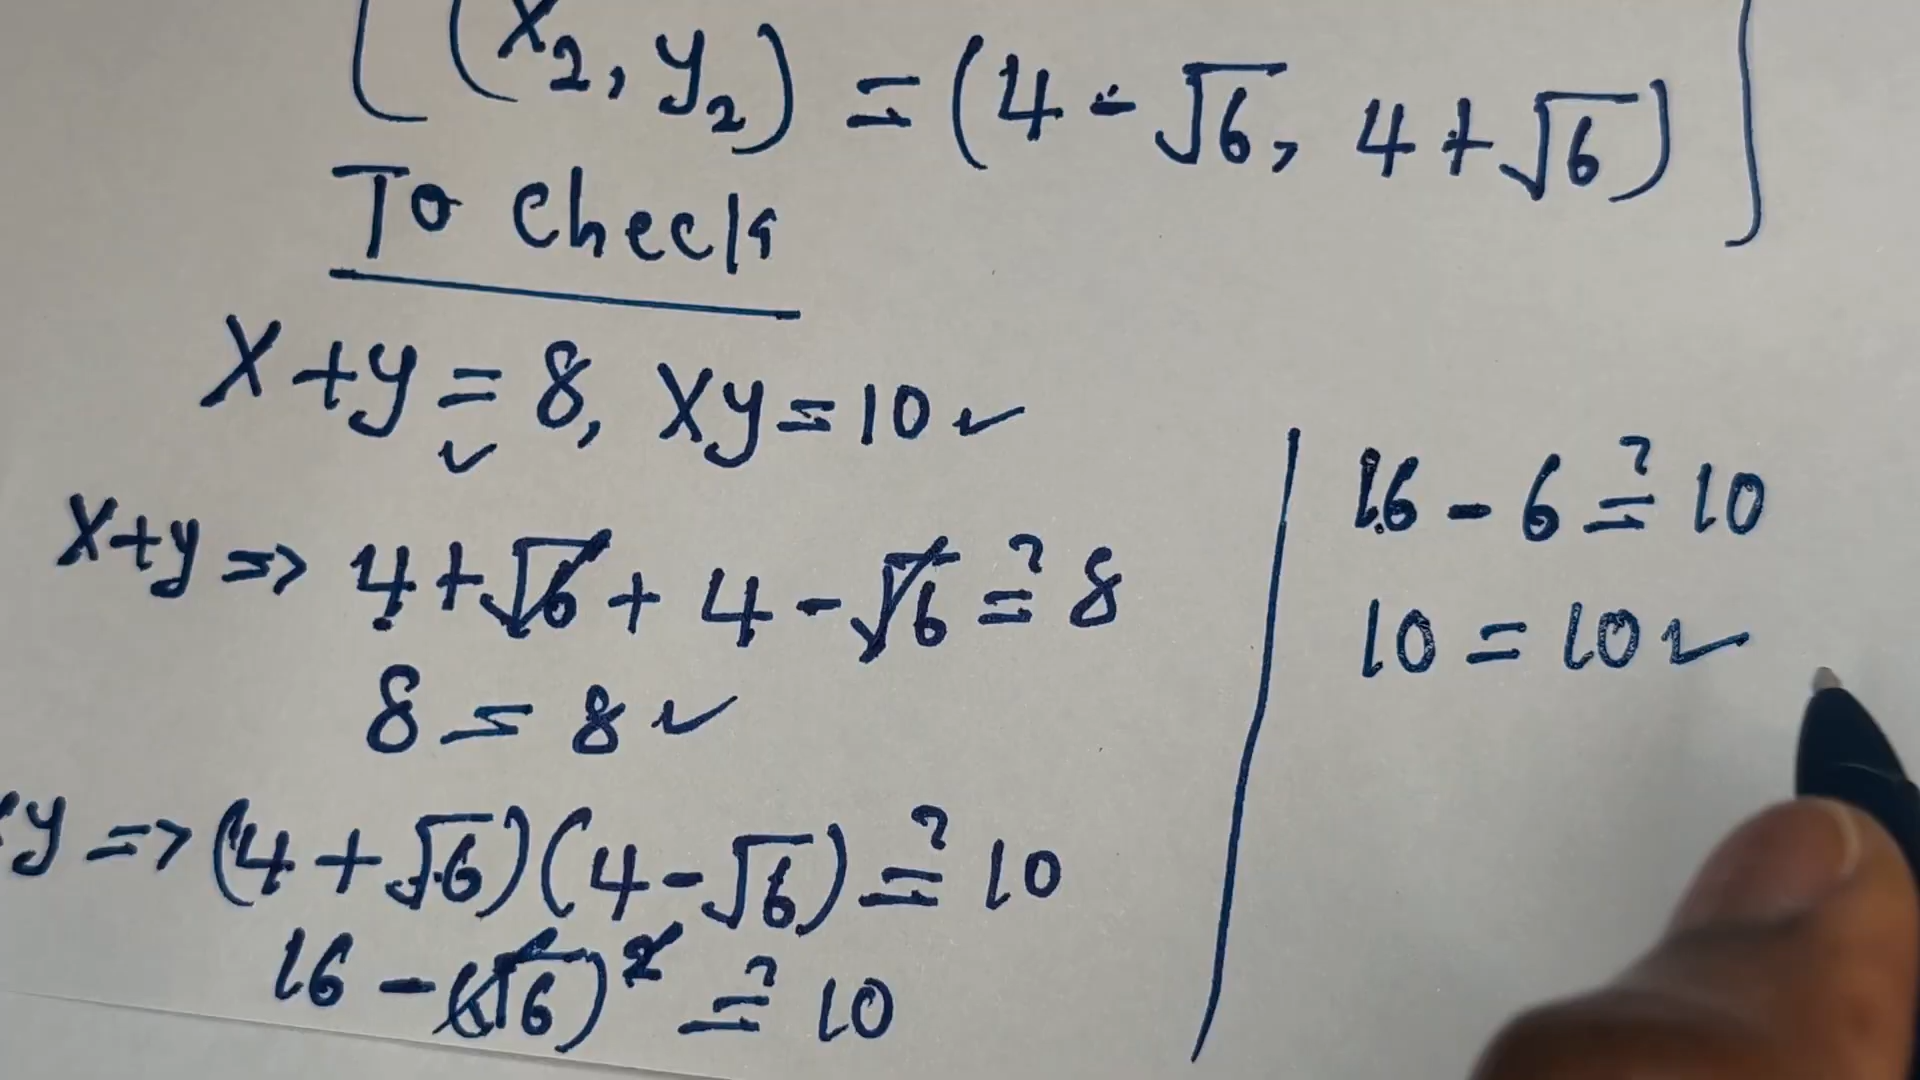 (x₂, y₂) = (4 - √6, 4 + √6)
To Check
X + y = 8, Xy = 10 ✓
✓
X+y => 4 + √6 + 4 - √6 ≟ 8
8 = 8 ✓
y => (4 + √6)(4 - √6) ≟ 10
16 - (√6)² ≟ 10
16 - 6 ≟ 10
10 = 10 ✓